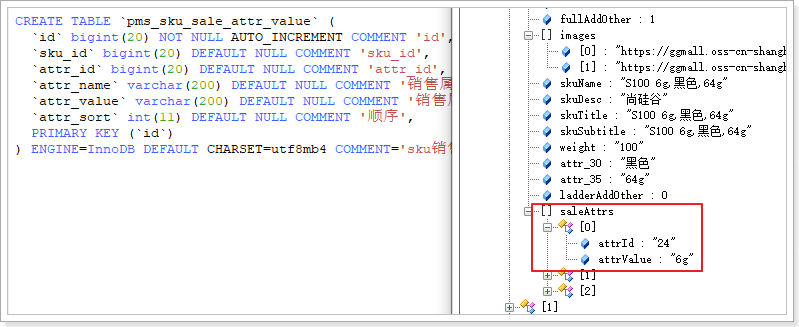 CREATE TABLE `pms_sku_sale_attr_value` (
`id` bigint(20) NOT NULL AUTO_INCREMENT COMMENT 'id',
`sku_id` bigint(20) DEFAULT NULL COMMENT 'sku_id',
`attr_id` bigint(20) DEFAULT NULL COMMENT 'attr_id',
`attr_name` varchar(200) DEFAULT NULL COMMENT '销售属
`attr_value` varchar(200) DEFAULT NULL COMMENT '销售属
`attr_sort` int(11) DEFAULT NULL COMMENT '顺序',
PRIMARY KEY (`id`)
) ENGINE=InnoDB DEFAULT CHARSET=utf8mb4 COMMENT='sku销售
fullAddOther : 1
[] images
[0] : "https://ggmall.oss-cn-shangh
[1] : "https://ggmall.oss-cn-shangh
skuName : "S100 6g,黑色,64g"
skuDesc : "尚硅谷"
skuTitle : "S100 6g,黑色,64g"
skuSubtitle : "S100 6g,黑色,64g"
weight : "100"
attr_30 : "黑色"
attr_35 : "64g"
ladderAddOther : 0
[] saleAttrs
[0]
attrId : "24"
attrValue : "6g"
[1]
[2]
[1]